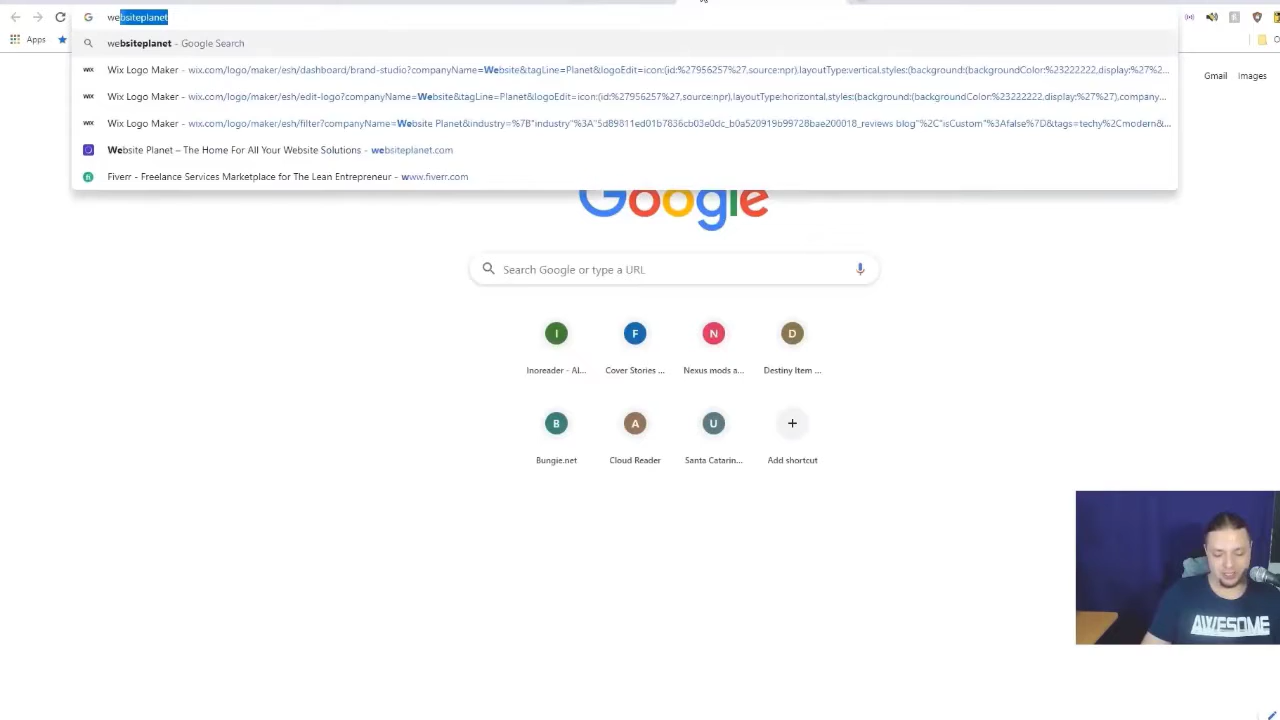 websiteplanet
Apps
websiteplanet - Google Search
WIX Wix Logo Maker - wix.com/logo/maker/esh/dashboard/brand-studio?companyName=Website&tagLine=Planet&logoEdit=icon:(id:%27956257%27,source:npr),layoutType:vertical,styles:(background:(backgroundColor:%23222222,display:%27%2...
WIX Wix Logo Maker - wix.com/logo/maker/esh/edit-logo?companyName=Website&tagLine=Planet&logoEdit=icon:(id:%27956257%27,source:npr),layoutType:horizontal,styles:(background:(backgroundColor:%23222222,display:%27%27),company...
WIX Wix Logo Maker - wix.com/logo/maker/esh/filter?companyName=Website Planet&industry=%7B"industry"%3A"5d89811ed01b7836cb03e0dc_b0a520919b99728bae200018_reviews blog"%2C"isCustom"%3Afalse%7D&tags=techy%2Cmodern&...
Website Planet – The Home For All Your Website Solutions - websiteplanet.com
fi Fiverr - Freelance Services Marketplace for The Lean Entrepreneur - www.fiverr.com
Gmail Images
Google
Search Google or type a URL
I F N D
Inoreader - Al... Cover Stories ... Nexus mods a... Destiny Item ...
B A U
Bungie.net Cloud Reader Santa Catarin... Add shortcut
AWESOME